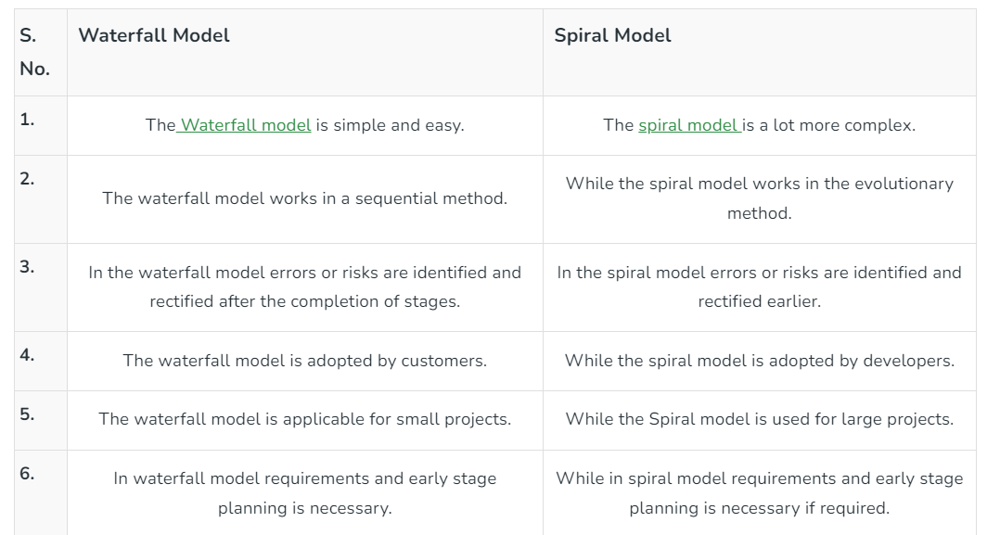 S.
No.
Waterfall Model
Spiral Model
1.
The Waterfall model is simple and easy.
The spiral model is a lot more complex.
2.
The waterfall model works in a sequential method.
While the spiral model works in the evolutionary
method.
3.
In the waterfall model errors or risks are identified and
rectified after the completion of stages.
In the spiral model errors or risks are identified and
rectified earlier.
4.
The waterfall model is adopted by customers.
While the spiral model is adopted by developers.
5.
The waterfall model is applicable for small projects.
While the Spiral model is used for large projects.
6.
In waterfall model requirements and early stage
planning is necessary.
While in spiral model requirements and early stage
planning is necessary if required.